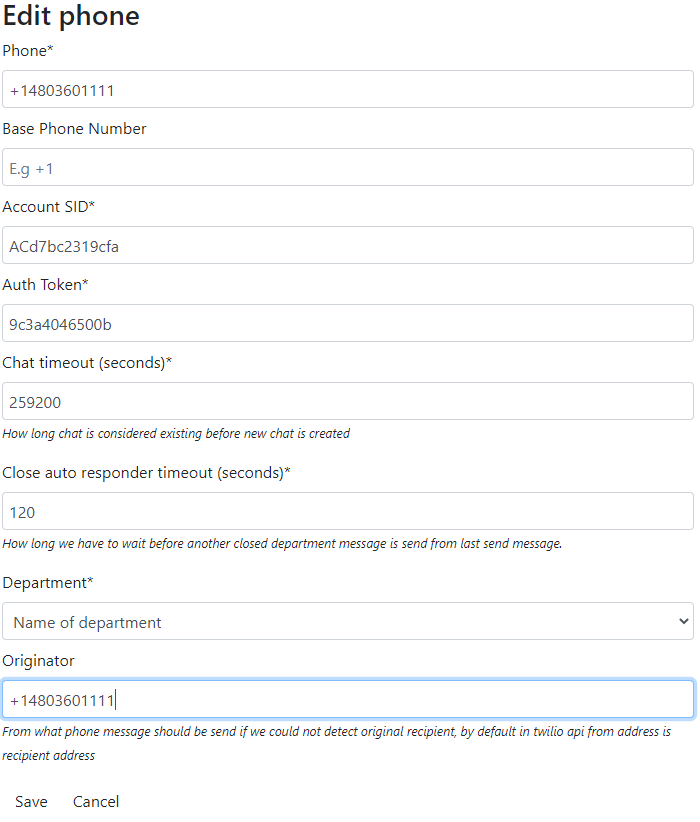 Edit phone
Phone*
+14803601111
Base Phone Number
E.g +1
Account SID*
ACd7bc2319cfa
Auth Token*
9c3a4046500b
Chat timeout (seconds)*
259200
How long chat is considered existing before new chat is created
Close auto responder timeout (seconds)*
120
How long we have to wait before another closed department message is send from last send message.
Department*
Name of department
Originator
+14803601111
From what phone message should be send if we could not detect original recipient, by default in twilio api from address is
recipient address
Save Cancel